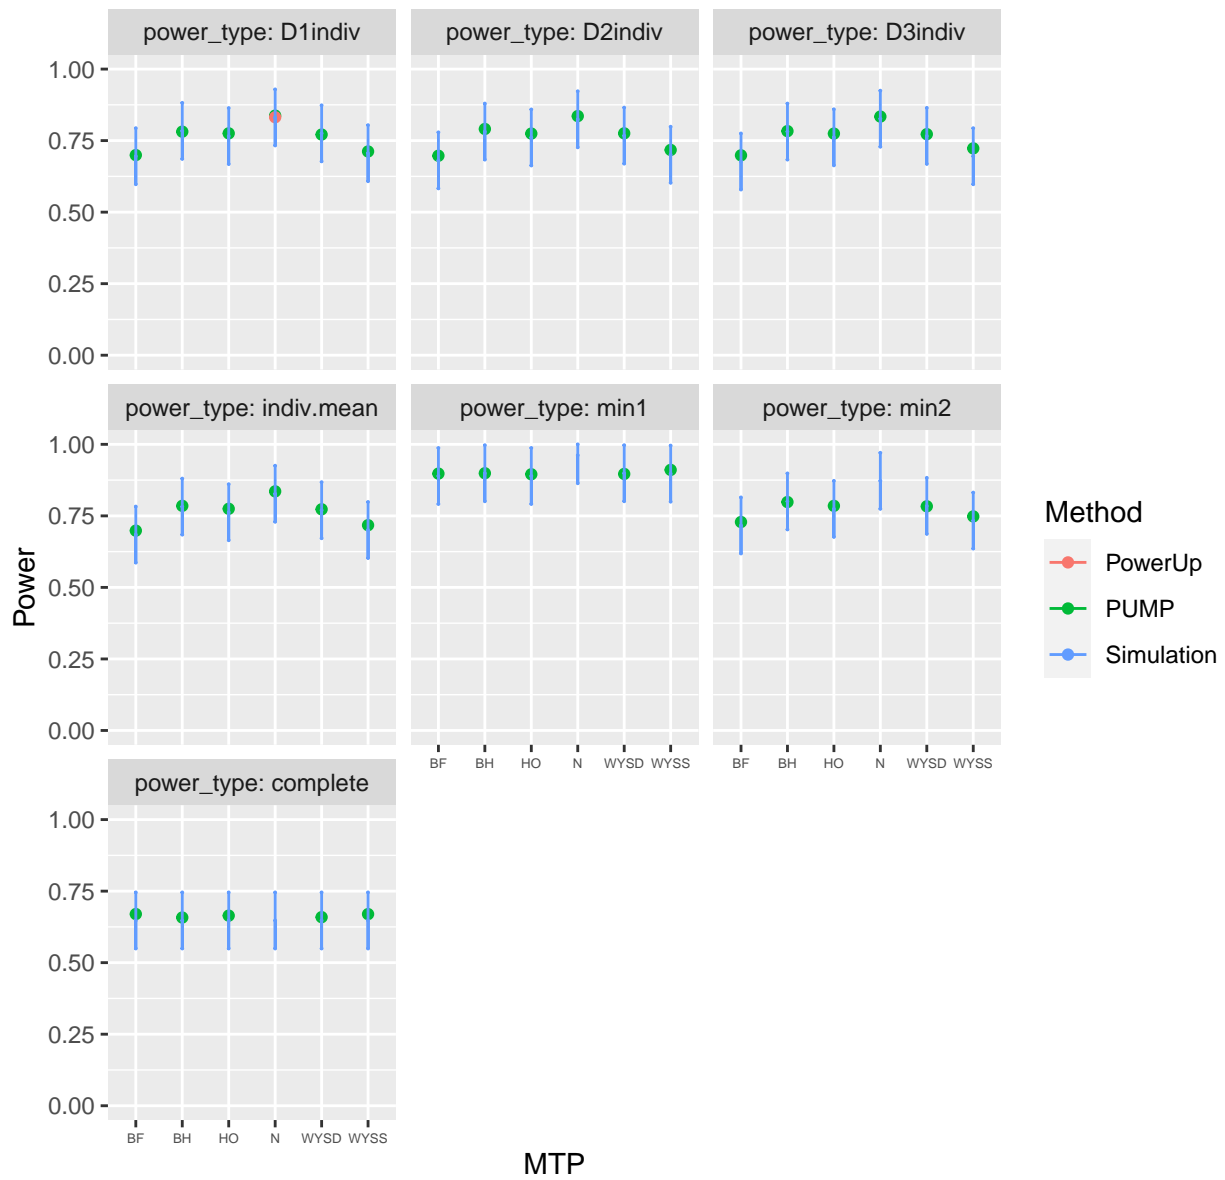 power_type: D1indiv
power_type: D2indiv
power_type: D3indiv
1.00
0.75
0.50
0.25
0.00
power_type: indiv.mean
power_type: min1
power_type: min2
1.00
0.75
0.50
0.25
0.00
BF BH HO N WYSD WYSS
BF BH HO N WYSD WYSS
power_type: complete
1.00
0.75
0.50
0.25
0.00
BF BH HO N WYSD WYSS
MTP
Power
Method
PowerUp
PUMP
Simulation